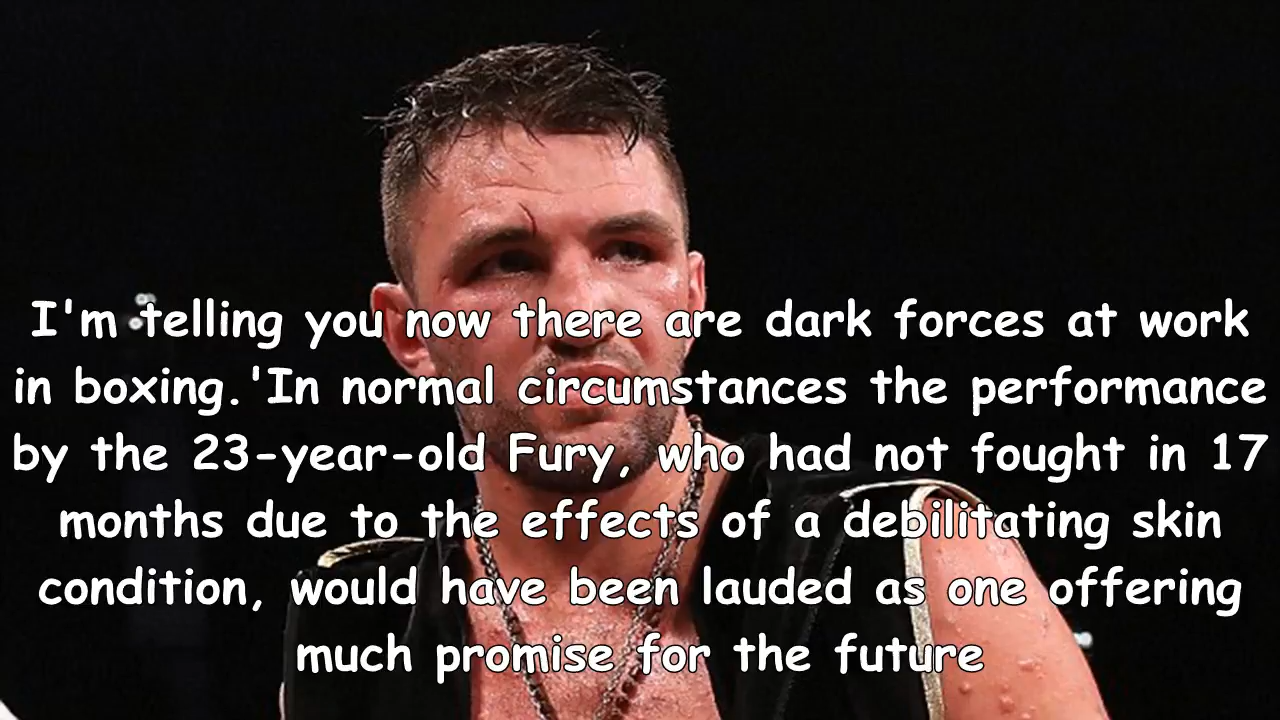 I'm telling you now there are dark forces at work
in boxing.'In normal circumstances the performance
by the 23-year-old Fury, who had not fought in 17
months due to the effects of a debilitating skin
condition, would have been lauded as one offering
much promise for the future